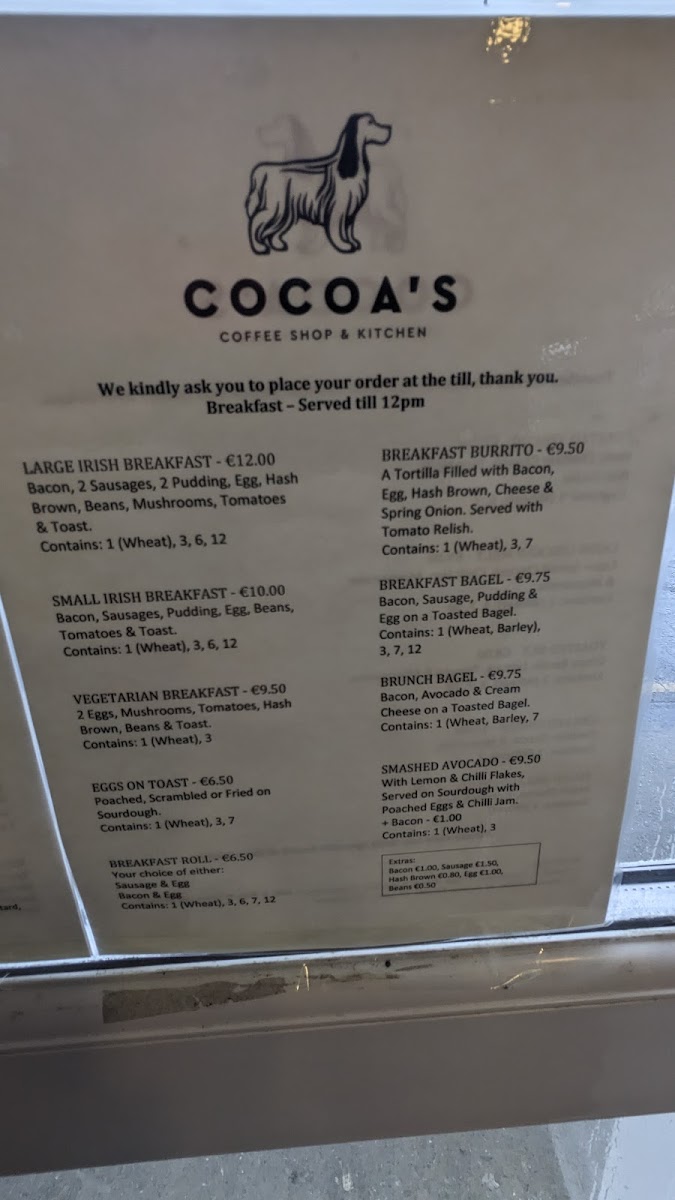 COCOA'S
COFFEE SHOP & KITCHEN
We kindly ask you to place your order at the till, thank you.
Breakfast – Served till 12pm
LARGE IRISH BREAKFAST - €12.00
Bacon, 2 Sausages, 2 Pudding, Egg, Hash
Brown, Beans, Mushrooms, Tomatoes
& Toast.
Contains: 1 (Wheat), 3, 6, 12
SMALL IRISH BREAKFAST - €10.00
Bacon, Sausages, Pudding, Egg, Beans,
Tomatoes & Toast.
Contains: 1 (Wheat), 3, 6, 12
VEGETARIAN BREAKFAST - €9.50
2 Eggs, Mushrooms, Tomatoes, Hash
Brown, Beans & Toast.
Contains: 1 (Wheat), 3
EGGS ON TOAST - €6.50
Poached, Scrambled or Fried on
Sourdough.
Contains: 1 (Wheat), 3, 7
BREAKFAST ROLL - €6.50
Your choice of either:
Sausage & Egg
Bacon & Egg
Contains: 1 (Wheat), 3, 6, 7, 12
BREAKFAST BURRITO - €9.50
A Tortilla Filled with Bacon,
Egg, Hash Brown, Cheese &
Spring Onion. Served with
Tomato Relish.
Contains: 1 (Wheat), 3, 7
BREAKFAST BAGEL - €9.75
Bacon, Sausage, Pudding &
Egg on a Toasted Bagel.
Contains: 1 (Wheat, Barley),
3, 7, 12
BRUNCH BAGEL - €9.75
Bacon, Avocado & Cream
Cheese on a Toasted Bagel.
Contains: 1 (Wheat, Barley, 7
SMASHED AVOCADO - €9.50
With Lemon & Chilli Flakes,
Served on Sourdough with
Poached Eggs & Chilli Jam.
+ Bacon - €1.00
Contains: 1 (Wheat), 3
Extras:
Bacon €1.00, Sausage €1.50,
Hash Brown €0.80, Egg €1.00,
Beans €0.50